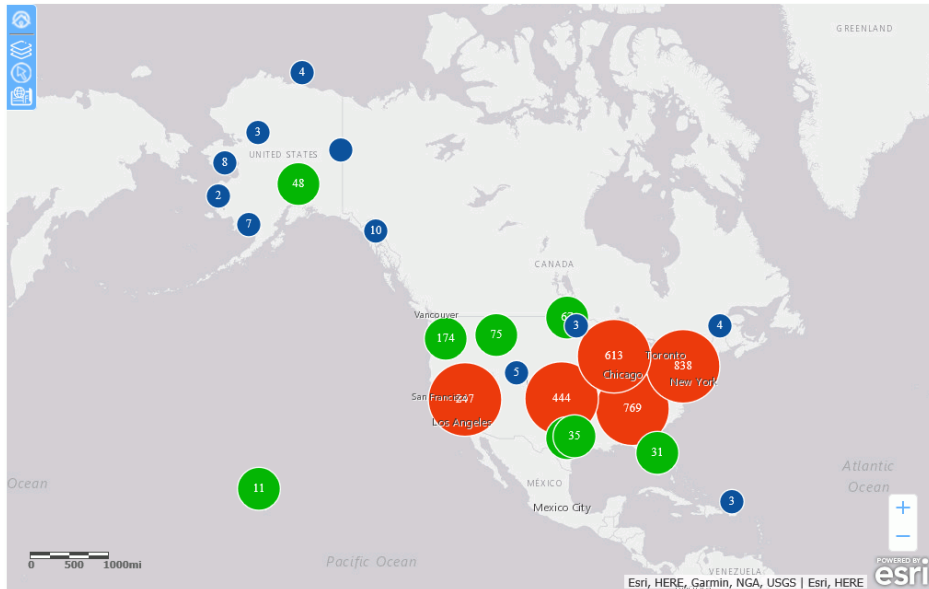 GREENLAND
4
3
UNITED STATES
8
48
2
7
10
CANADA
Vancouver
174
75
3
4
613
Toronto
838
Chicago
New York
5
San Francisco
247
444
769
Los Angeles
35
31
Atlantic
Ocean
Ocean
11
MÉXICO
Mexico City
3
+
−
0 500 1000mi
Pacific Ocean
VENEZUELA
POWERED BY
esri
Esri, HERE, Garmin, NGA, USGS | Esri, HERE